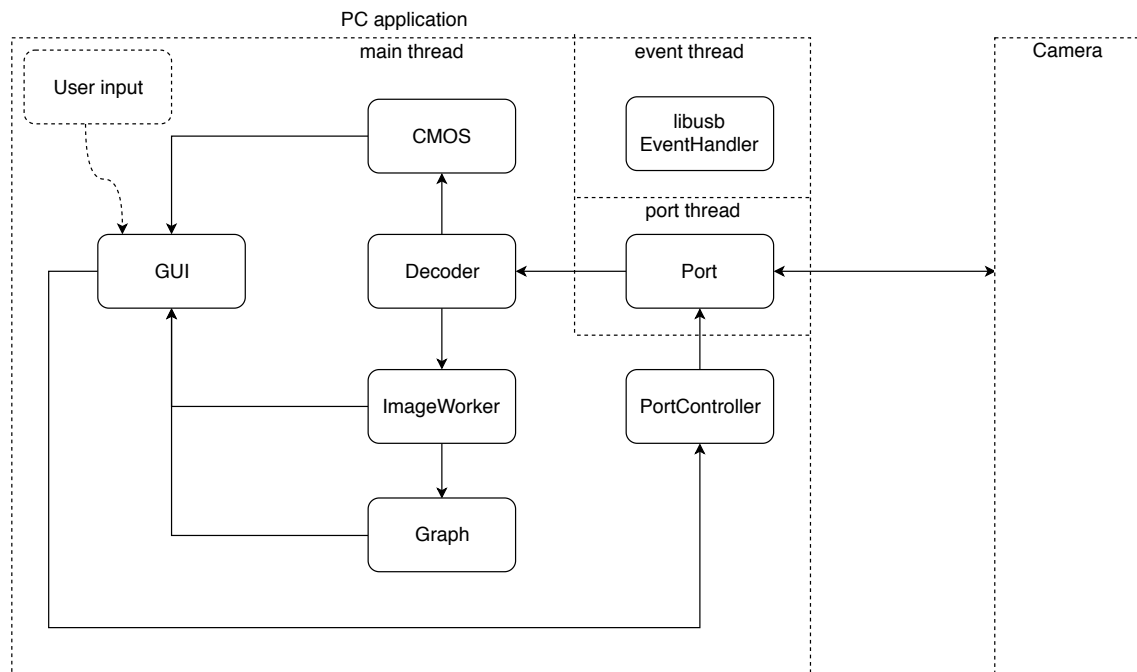 PC application
main thread
event thread
Camera
User input
CMOS
libusb
EventHandler
port thread
GUI
Decoder
Port
ImageWorker
PortController
Graph